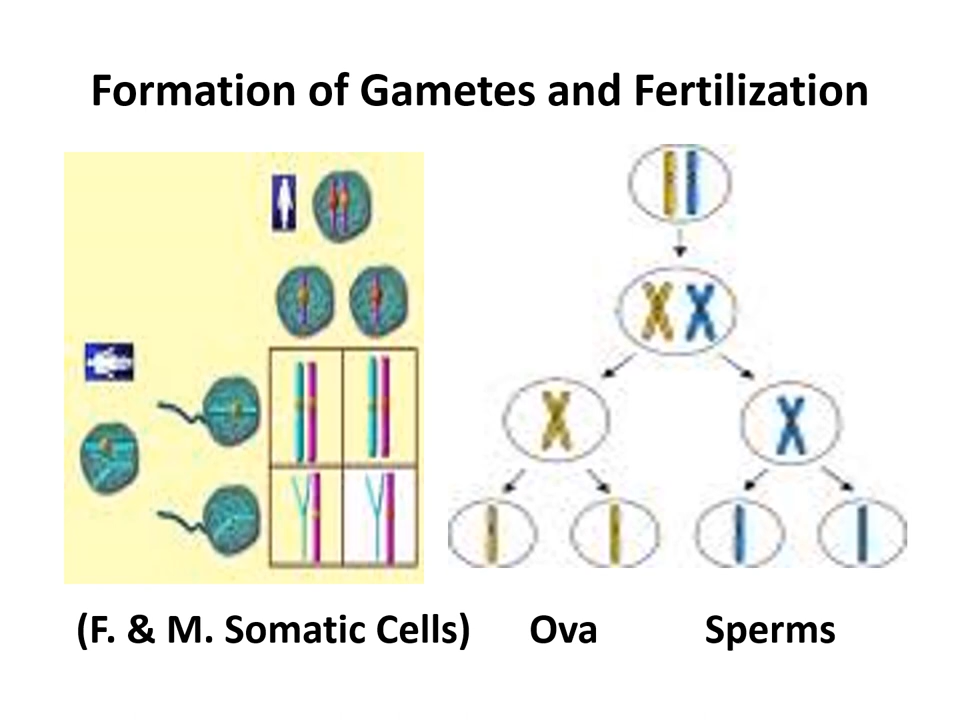 Formation of Gametes and Fertilization
(F. & M. Somatic Cells) Ova Sperms